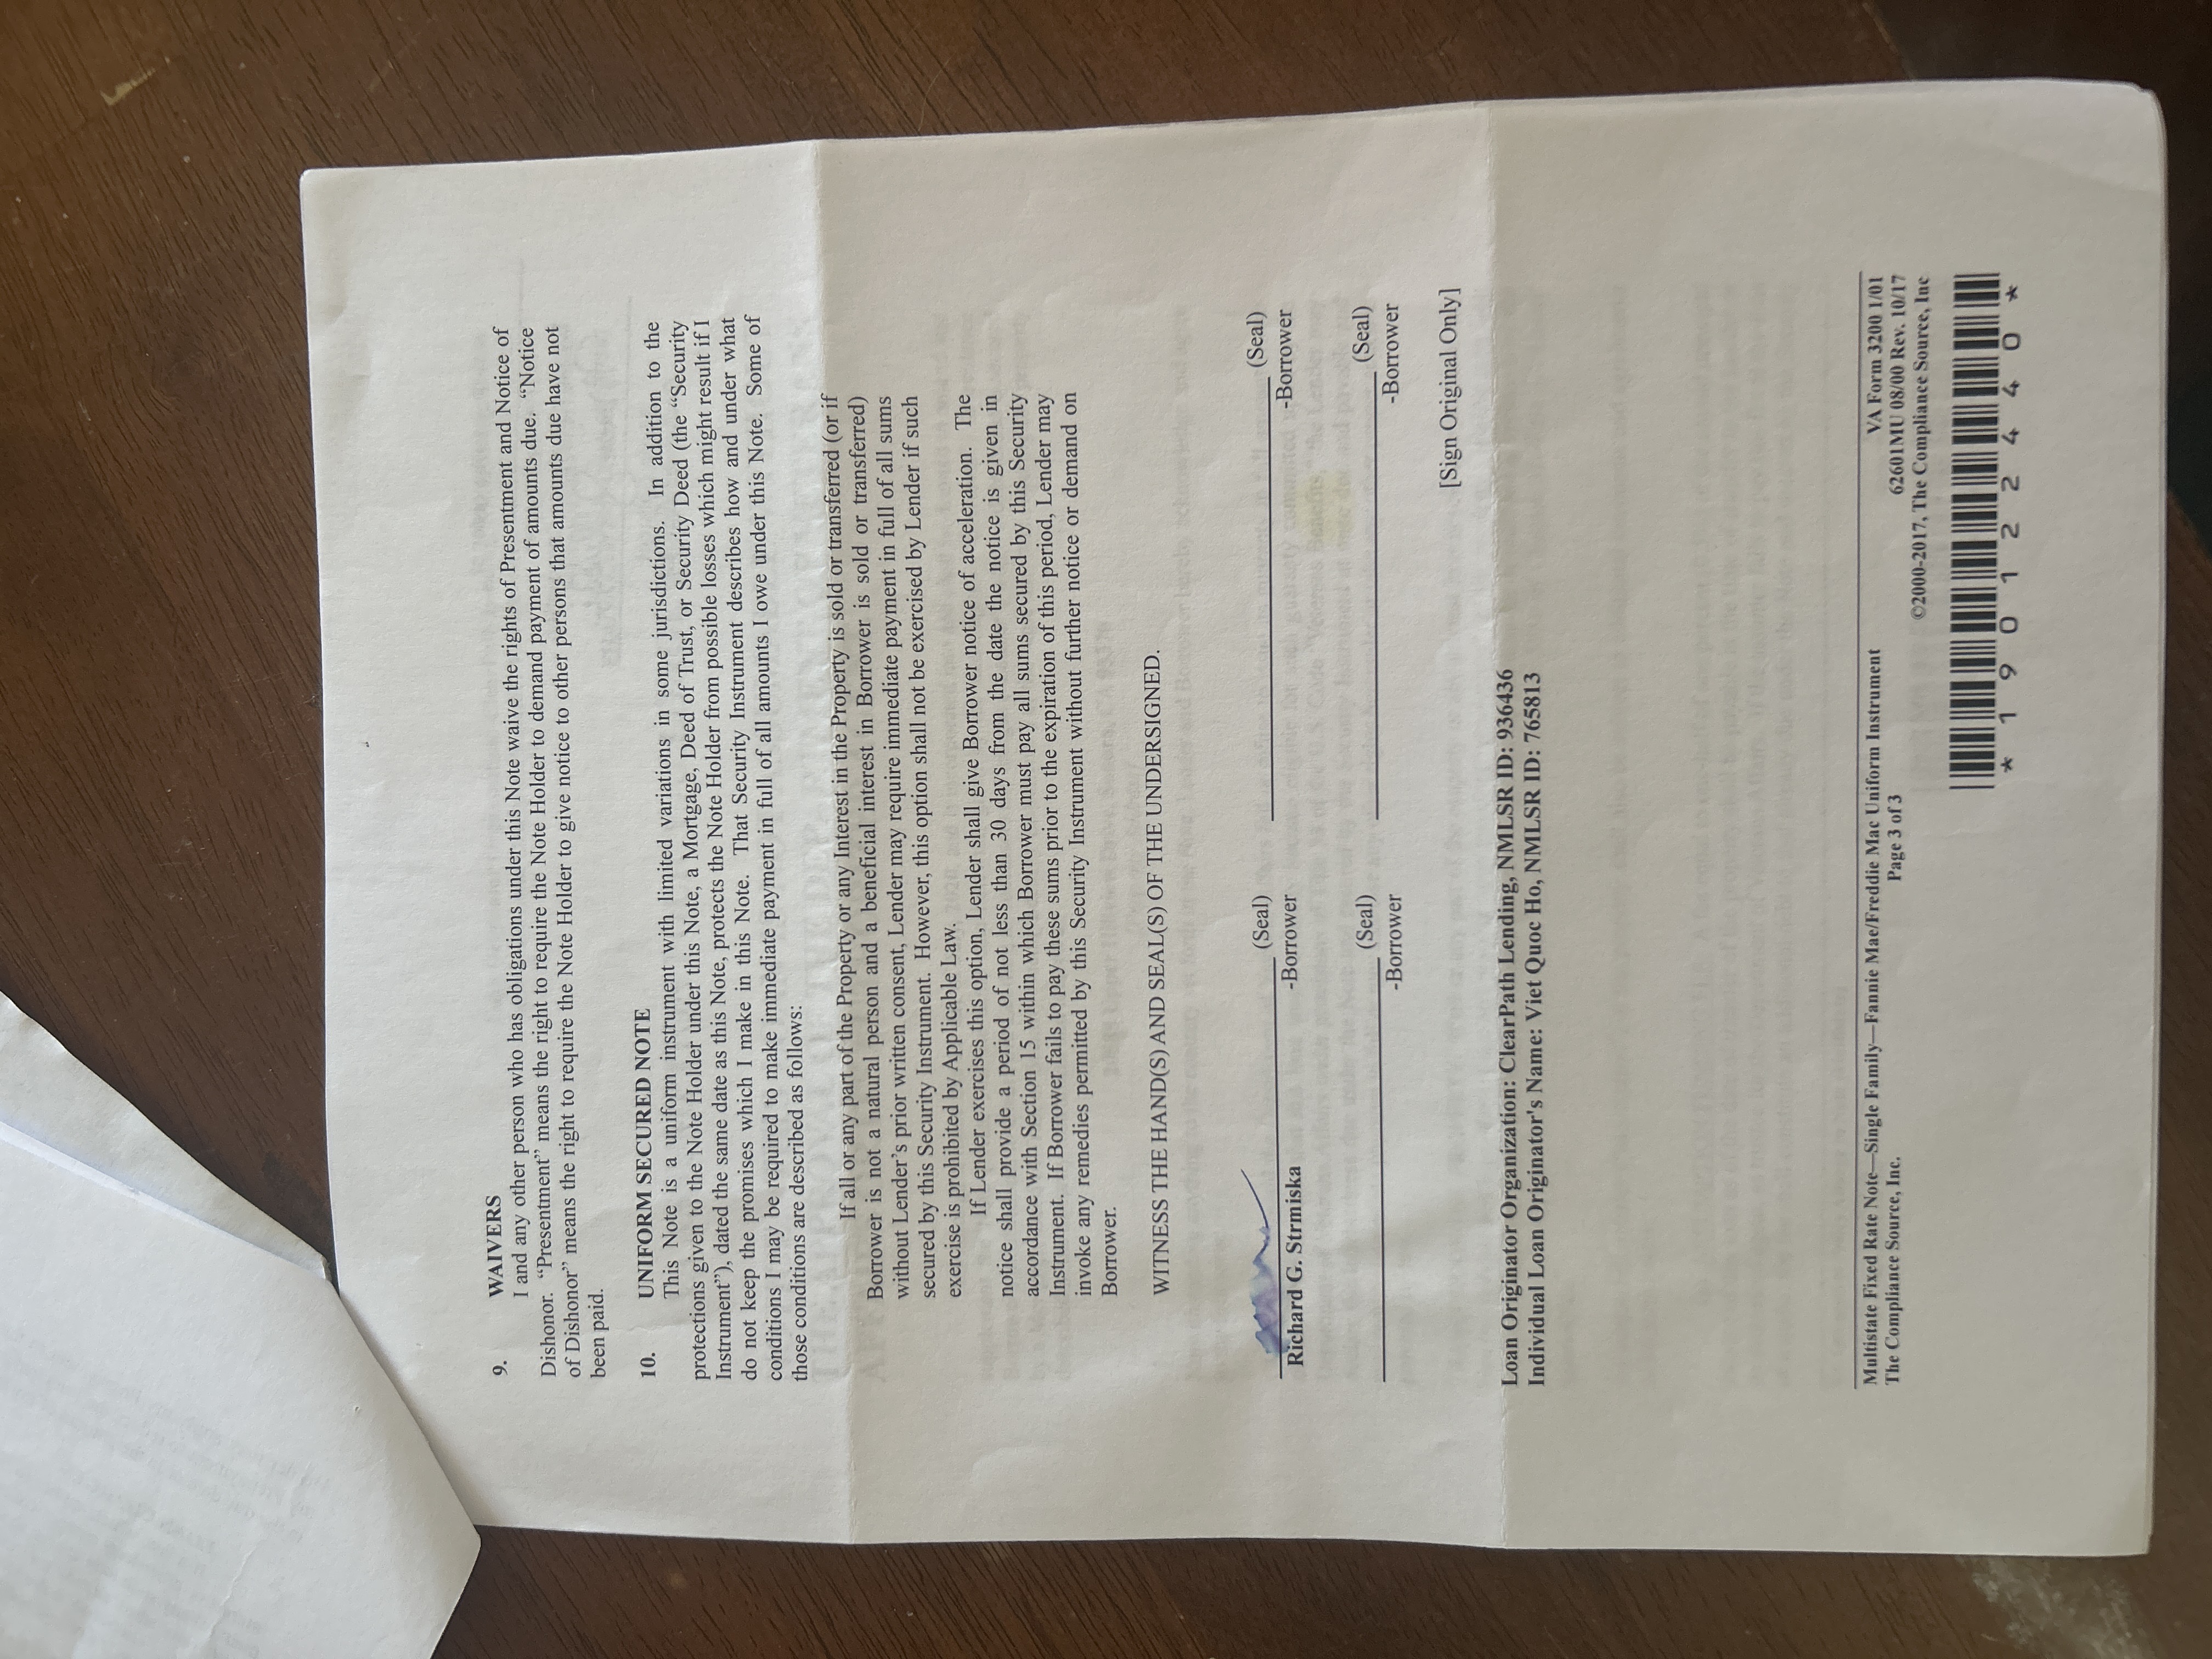 9. WAIVERS
I and any other person who has obligations under this Note waive the rights of Presentment and Notice of
Dishonor. “Presentment” means the right to require the Note Holder to demand payment of amounts due. “Notice
of Dishonor” means the right to require the Note Holder to give notice to other persons that amounts due have not
been paid.
10. UNIFORM SECURED NOTE
This Note is a uniform instrument with limited variations in some jurisdictions. In addition to the
protections given to the Note Holder under this Note, a Mortgage, Deed of Trust, or Security Deed (the “Security
Instrument”), dated the same date as this Note, protects the Note Holder from possible losses which might result if I
do not keep the promises which I make in this Note. That Security Instrument describes how and under what
conditions I may be required to make immediate payment in full of all amounts I owe under this Note. Some of
those conditions are described as follows:
If all or any part of the Property or any Interest in the Property is sold or transferred (or if
Borrower is not a natural person and a beneficial interest in Borrower is sold or transferred)
without Lender’s prior written consent, Lender may require immediate payment in full of all sums
secured by this Security Instrument. However, this option shall not be exercised by Lender if such
exercise is prohibited by Applicable Law.
If Lender exercises this option, Lender shall give Borrower notice of acceleration. The
notice shall provide a period of not less than 30 days from the date the notice is given in
accordance with Section 15 within which Borrower must pay all sums secured by this Security
Instrument. If Borrower fails to pay these sums prior to the expiration of this period, Lender may
invoke any remedies permitted by this Security Instrument without further notice or demand on
Borrower.
WITNESS THE HAND(S) AND SEAL(S) OF THE UNDERSIGNED.
(Seal) (Seal)
Richard G. Strmiska -Borrower -Borrower
(Seal) (Seal)
-Borrower -Borrower
[Sign Original Only]
Loan Originator Organization: ClearPath Lending, NMLSR ID: 936436
Individual Loan Originator's Name: Viet Quoc Ho, NMLSR ID: 765813
Multistate Fixed Rate Note—Single Family—Fannie Mae/Freddie Mac Uniform Instrument VA Form 3200 1/01
The Compliance Source, Inc. Page 3 of 3 62601MU 08/00 Rev. 10/17
©2000-2017, The Compliance Source, Inc
* 1 9 0 1 2 2 4 4 0 *